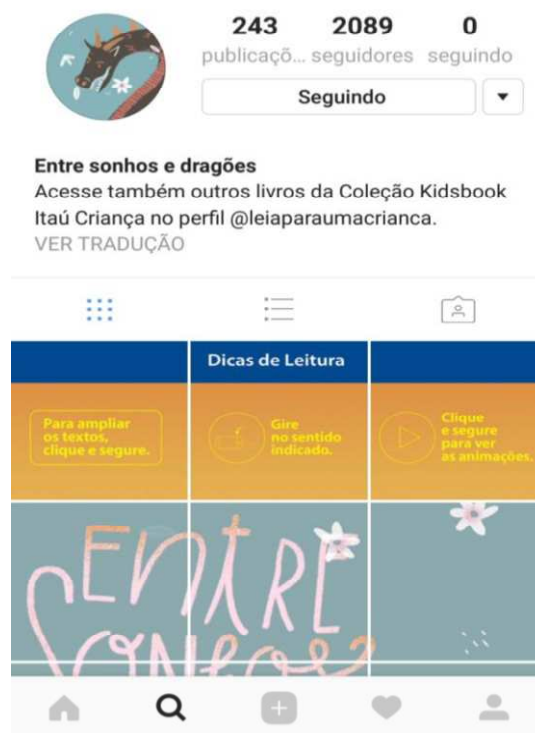 243 2089 0
publicaçõ... seguidores seguindo
Seguindo
Entre sonhos e dragões
Acesse também outros livros da Coleção Kidsbook
Itaú Criança no perfil @leiaparaumacrianca.
VER TRADUÇÃO
Dicas de Leitura
Para ampliar
os textos,
clique e segure.
Gire
no sentido
indicado.
Clique
e segure
para ver
as animações.
ENTRE
SONHOS